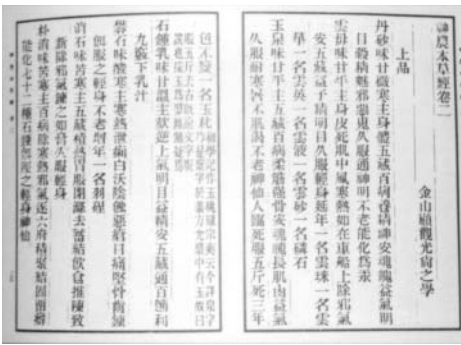 神農本草經卷二
金山顧觀光尚之學
上品
丹砂味甘微寒主身體五藏百病養精神安魂魄益氣明
目殺精魅邪惡鬼久服通神明不老能化為汞
雲母味甘平主身皮死肌中風寒熱如在車船上除邪氣
安五藏益子精明目久服輕身延年一名雲珠一名雲
華一名雲英一名雲液一名雲砂一名磷石
玉泉味甘平主五藏百病柔筋強骨安魂魄長肌肉益氣
久服耐寒暑不飢渴不老神仙人臨死服五斤死三年
色不變一名玉札
石鍾乳味甘溫主欬逆上氣明目益精安五藏通百節利
九竅下乳汁
礬石味酸寒主寒熱洩痢白沃陰蝕惡瘡目痛堅骨齒鍊
餌服之輕身不老增年一名羽
消石味苦寒主五藏積熱胃脹閉滌去蓄結飲食推陳致
新除邪氣鍊之如膏久服輕身
朴消味苦寒主百病除寒熱邪氣逐六府積聚結固留癖
能化七十二種石鍊餌服之輕身神仙